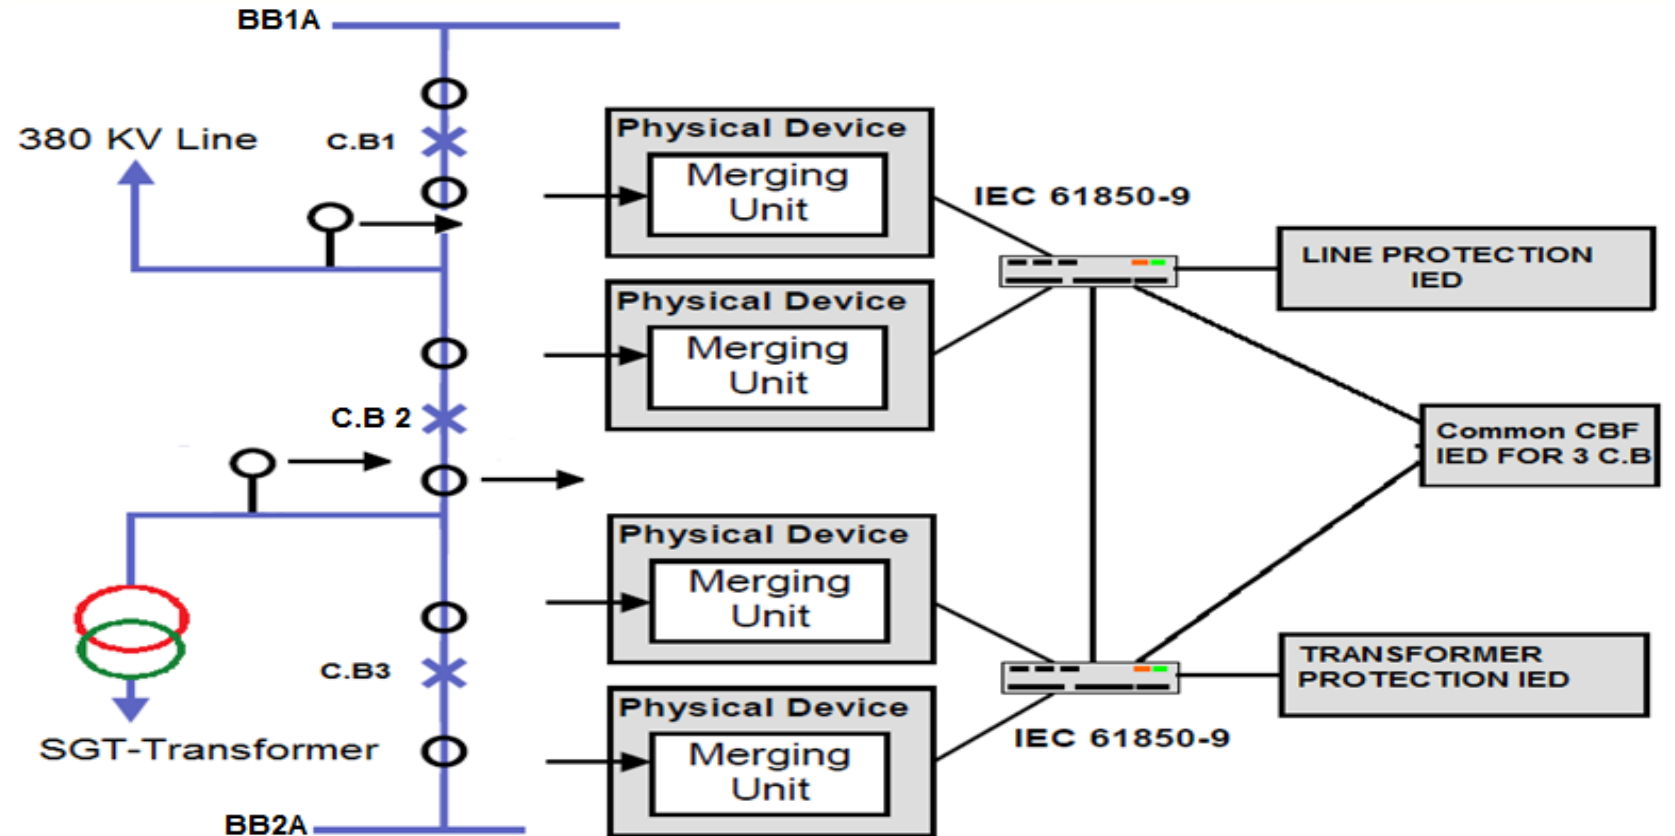 BB1A
380 KV Line
C.B1
Physical Device
Merging
Unit
IEC 61850-9
LINE PROTECTION
IED
Physical Device
Merging
Unit
C.B 2
Common CBF
IED FOR 3 C.B
Physical Device
Merging
Unit
C.B3
TRANSFORMER
PROTECTION IED
Physical Device
Merging
Unit
IEC 61850-9
SGT-Transformer
BB2A